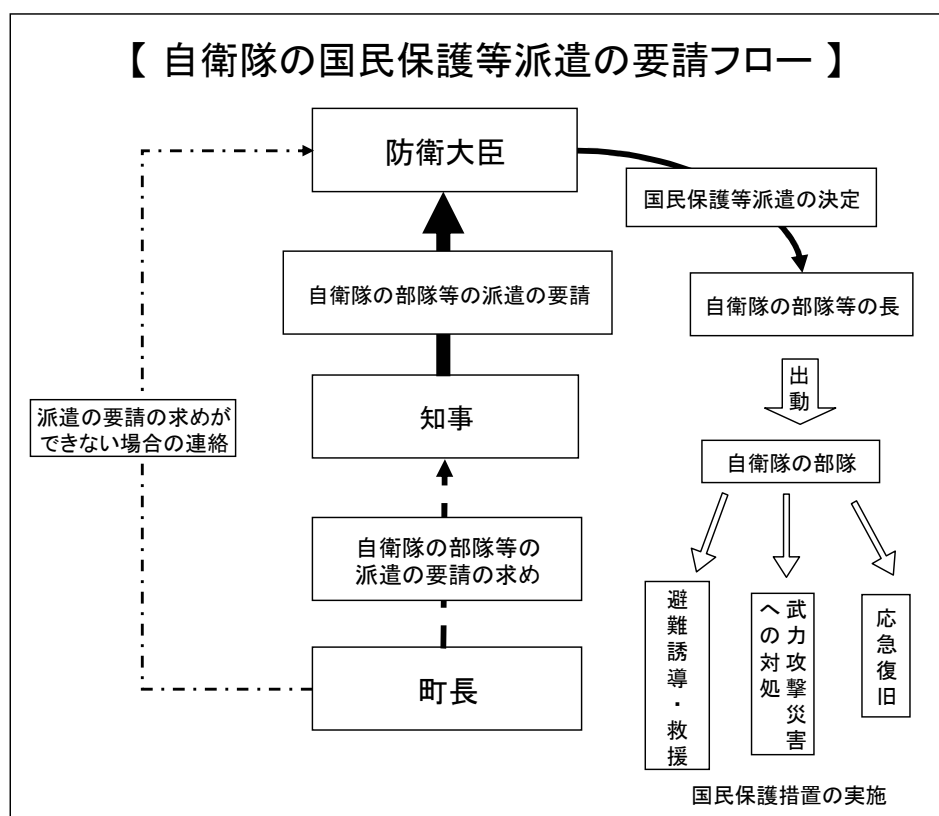 【 自衛隊の国民保護等派遣の要請フロー 】
防衛大臣
国民保護等派遣の決定
自衛隊の部隊等の派遣の要請
自衛隊の部隊等の長
出動
知事
派遣の要請の求めが
できない場合の連絡
自衛隊の部隊
自衛隊の部隊等の
派遣の要請の求め
町長
避難誘導・救援
武力攻撃災害
への対処
応急復旧
国民保護措置の実施